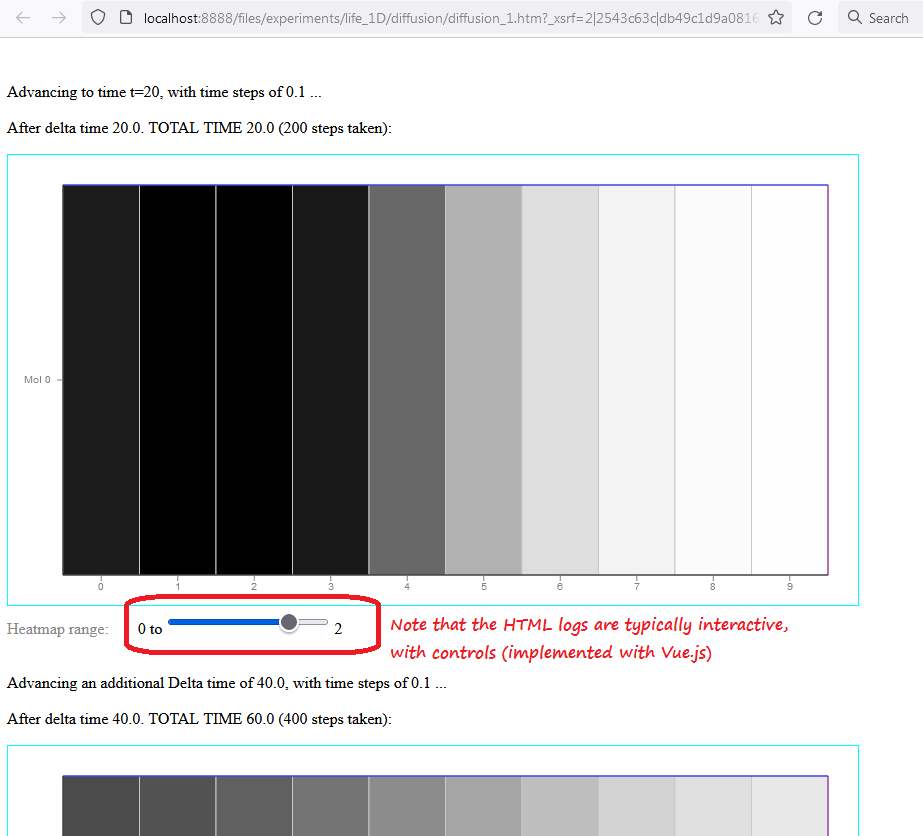 localhost:8888/files/experiments/life_1D/diffusion/diffusion_1.htm?_xsrf=2|2543c63c|db49c1d9a0816
Search
Advancing to time t=20, with time steps of 0.1 ...
After delta time 20.0. TOTAL TIME 20.0 (200 steps taken):
Mol 0
0 1 2 3 4 5 6 7 8 9
Heatmap range: 0 to 2
Note that the HTML logs are typically interactive,
with controls (implemented with Vue.js)
Advancing an additional Delta time of 40.0, with time steps of 0.1 ...
After delta time 40.0. TOTAL TIME 60.0 (400 steps taken):